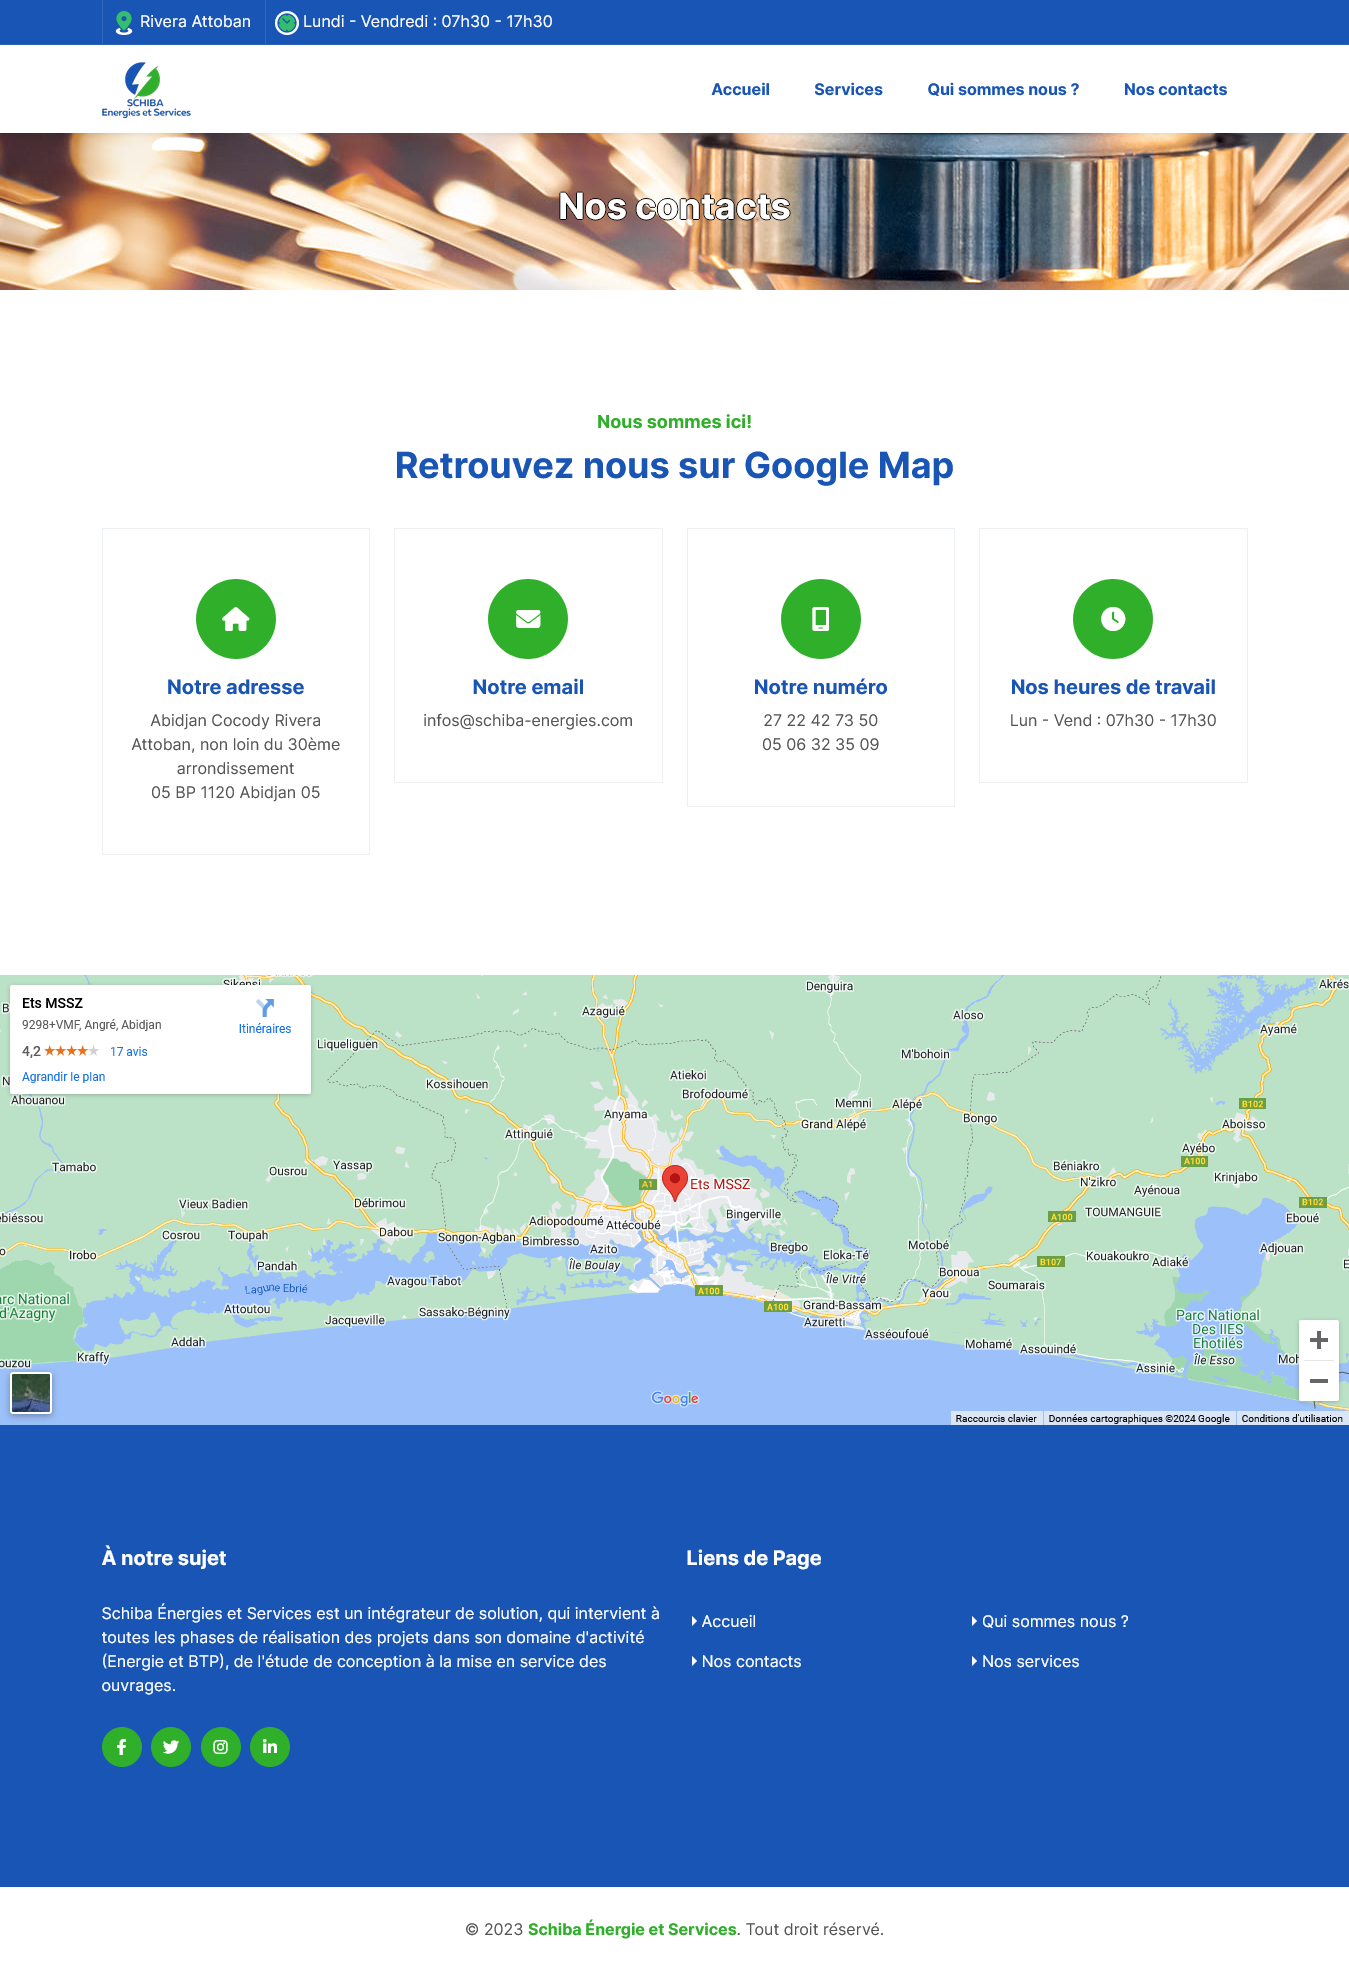 Rivera Attoban
Lundi - Vendredi : 07h30 - 17h30
SCHIBA
Energies et Services
Accueil
Services
Qui sommes nous ?
Nos contacts
Nos contacts
Nous sommes ici!
Retrouvez nous sur Google Map
Notre adresse
Abidjan Cocody Rivera
Attoban, non loin du 30ème
arrondissement
05 BP 1120 Abidjan 05
Notre email
infos@schiba-energies.com
Notre numéro
27 22 42 73 50
05 06 32 35 09
Nos heures de travail
Lun - Vend : 07h30 - 17h30
Ets MSSZ
9298+VMF, Angré, Abidjan
4,2
17 avis
Agrandir le plan
Itinéraires
Sikensi
Denguira
Akrés
Azaguié
Aloso
Ayamé
Liqueliguen
M'bohoin
Kossihouen
Atiekoi
Brofodoumé
Ahouanou
Anyama
Memni
Alépé
B102
Attinguié
Grand Alépé
Bongo
Aboisso
Ayébo
Tamabo
Ousrou
Yassap
Béniakro
A100
Krinjabo
A1
Ets MSSZ
N'zikro
Ayénoua
Vieux Badien
Débrimou
B102
ebiéssou
Adiopodoumé
Attécoubé
Bingerville
A100
TOUMANGUIE
Eboué
Cosrou
Toupah
Dabou
Songon-Agban
Bimbresso
Irobo
Azito
Bregbo
Eloka-Té
Motobé
Kouakoukro
Adiaké
Adjouan
Pandah
Île Boulay
B107
Avagou Tabot
Île Vitré
Bonoua
Soumarais
Lagune Ebrié
A100
Yaou
arc National
d'Azagny
Attoutou
Jacqueville
Sassako-Bégniny
A100
Grand-Bassam
Azuretti
Asséoufoué
Parc National
Des IIES
Ehotilés
Addah
Mohamé
Assouindé
Kraffy
ouzou
Assinie
Île Esso
Moh
Google
Raccourcis clavier
Données cartographiques ©2024 Google
Conditions d'utilisation
À notre sujet
Schiba Énergies et Services est un intégrateur de solution, qui intervient à
toutes les phases de réalisation des projets dans son domaine d'activité
(Energie et BTP), de l'étude de conception à la mise en service des
ouvrages.
Liens de Page
Accueil
Qui sommes nous ?
Nos contacts
Nos services
© 2023 Schiba Énergie et Services. Tout droit réservé.